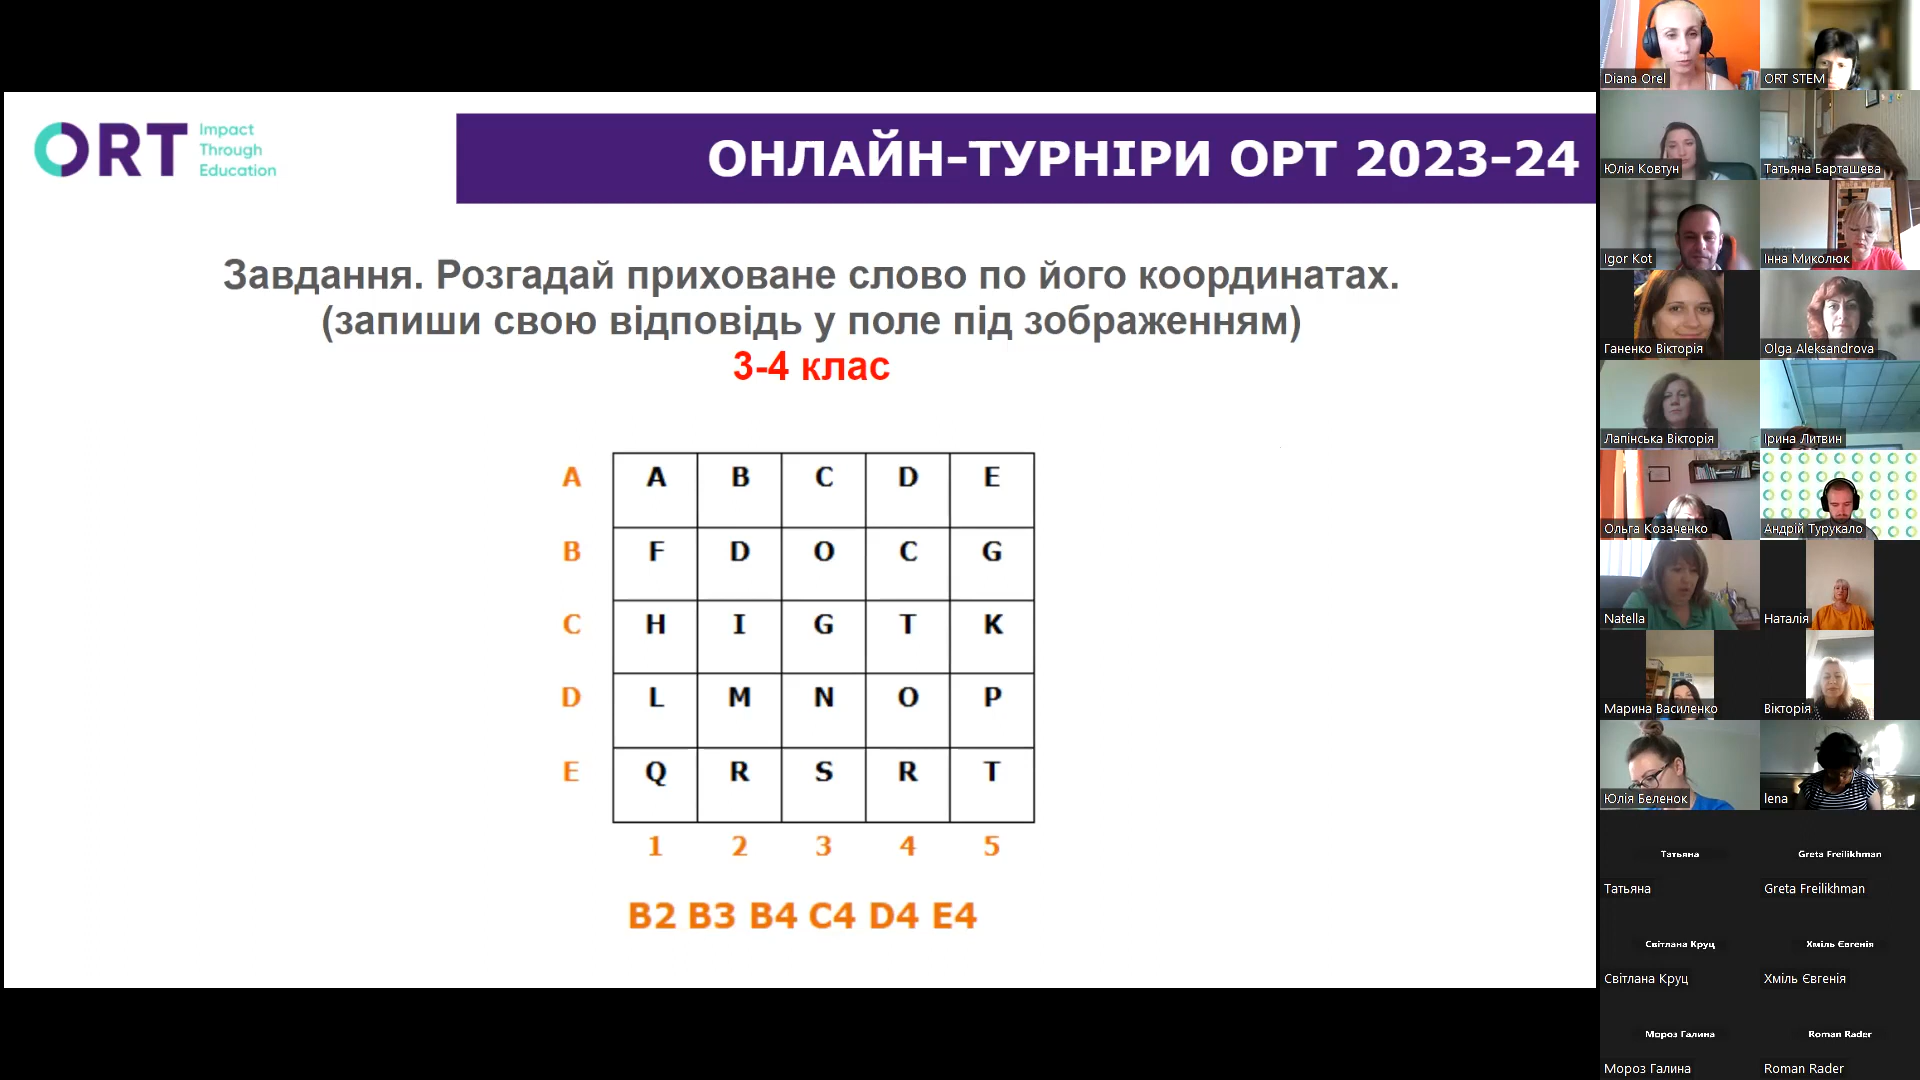 ORT Impact
Through
Education
ОНЛАЙН-ТУРНІРИ ОРТ 2023-24
Завдання. Розгадай приховане слово по його координатах.
(запиши свою відповідь у поле під зображенням)
3-4 клас
A A B C D E
B F D O C G
C H I G T K
D L M N O P
E Q R S R T
1 2 3 4 5
B2 B3 B4 C4 D4 E4
Diana Orel
ORT STEM
Юлія Ковтун
Татьяна Барташева
Igor Kot
Інна Миколюк
Ганенко Вікторія
Olga Aleksandrova
Лапінська Вікторія
Ірина Литвин
Ольга Козаченко
Андрій Турукало
Natella
Наталія
Марина Василенко
Вікторія
Юлія Беленок
lena
Татьяна
Greta Freilikhman
Татьяна
Greta Freilikhman
Світлана Круц
Хміль Євгенія
Світлана Круц
Хміль Євгенія
Мороз Галина
Roman Rader
Мороз Галина
Roman Rader